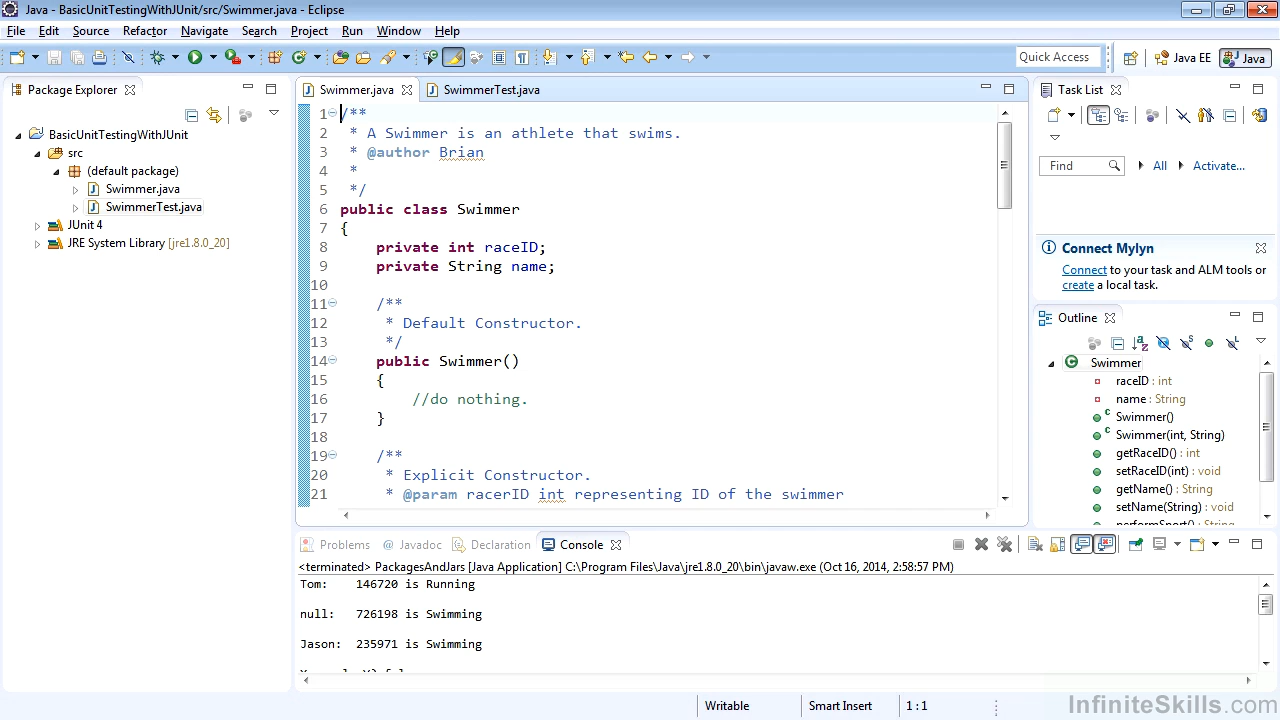 Java - BasicUnitTestingWithJUnit/src/Swimmer.java - Eclipse
File Edit Source Refactor Navigate Search Project Run Window Help
Quick Access
Java EE
Java
Package Explorer
BasicUnitTestingWithJUnit
src
(default package)
Swimmer.java
SwimmerTest.java
JUnit 4
JRE System Library [jre1.8.0_20]
Swimmer.java
SwimmerTest.java
1 /**
2 * A Swimmer is an athlete that swims.
3 * @author Brian
4 *
5 */
6 public class Swimmer
7 {
8 private int raceID;
9 private String name;
10
11 /**
12 * Default Constructor.
13 */
14 public Swimmer()
15 {
16 //do nothing.
17 }
18
19 /**
20 * Explicit Constructor.
21 * @param racerID int representing ID of the swimmer
Task List
Find
All
Activate...
Connect Mylyn
Connect to your task and ALM tools or
create a local task.
Outline
Swimmer
raceID : int
name : String
Swimmer()
Swimmer(int, String)
getRaceID() : int
setRaceID(int) : void
getName() : String
setName(String) : void
performSport() : String
Problems
Javadoc
Declaration
Console
<terminated> PackagesAndJars [Java Application] C:\Program Files\Java\jre1.8.0_20\bin\javaw.exe (Oct 16, 2014, 2:58:57 PM)
Tom: 146720 is Running
null: 726198 is Swimming
Jason: 235971 is Swimming
Writable
Smart Insert
1 : 1
InfiniteSkills.com